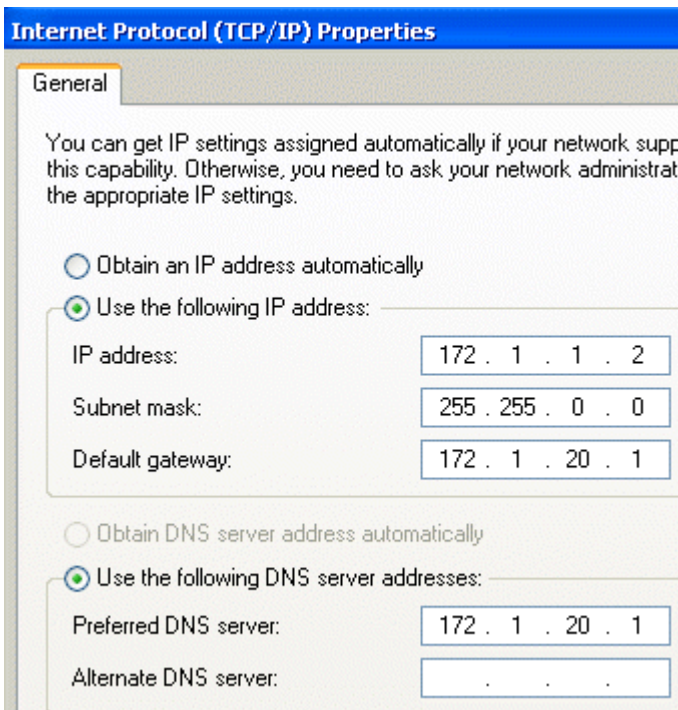 Internet Protocol (TCP/IP) Properties
General
You can get IP settings assigned automatically if your network supp
this capability. Otherwise, you need to ask your network administrat
the appropriate IP settings.
Obtain an IP address automatically
Use the following IP address:
IP address: 172 . 1 . 1 . 2
Subnet mask: 255 . 255 . 0 . 0
Default gateway: 172 . 1 . 20 . 1
Obtain DNS server address automatically
Use the following DNS server addresses:
Preferred DNS server: 172 . 1 . 20 . 1
Alternate DNS server: . . .